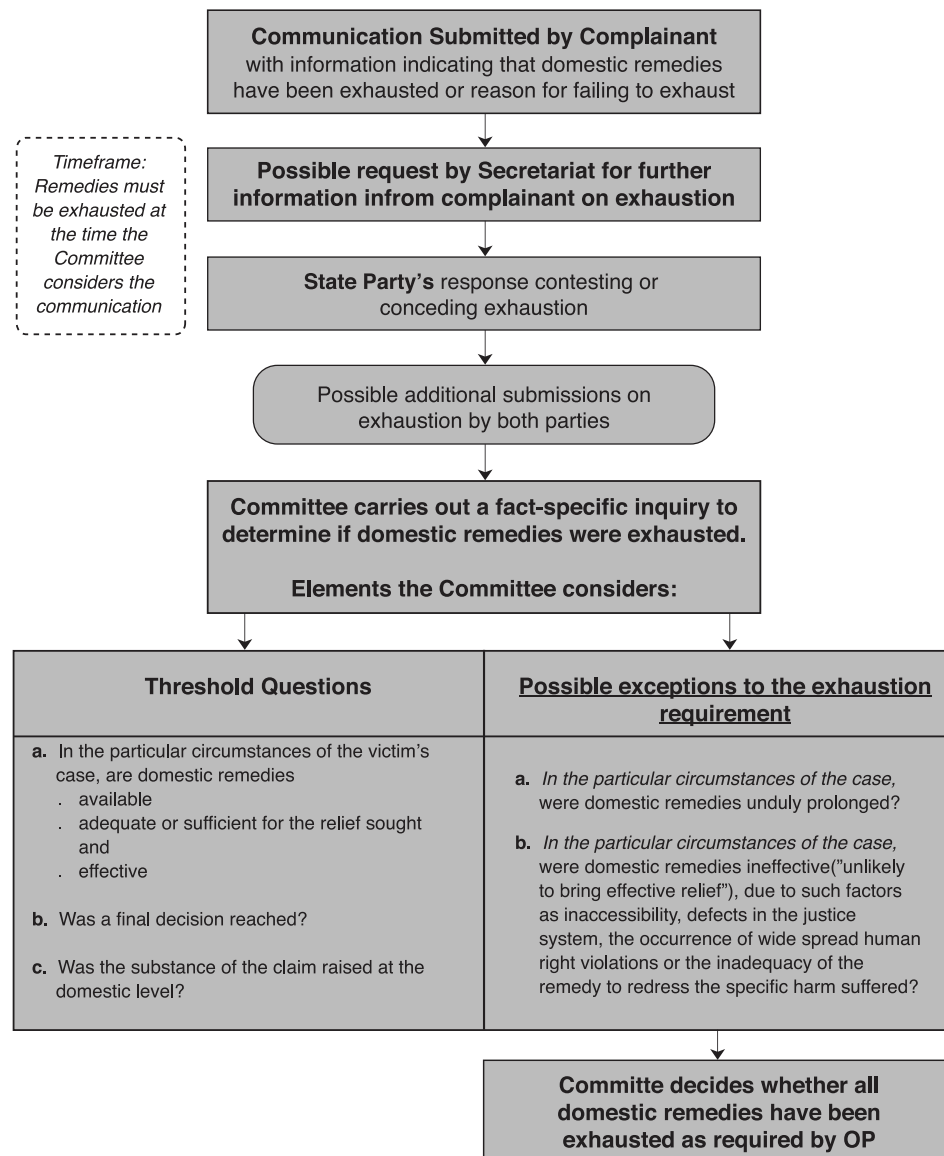 Communication Submitted by Complainant
with information indicating that domestic remedies
have been exhausted or reason for failing to exhaust
Timeframe:
Remedies must
be exhausted at
the time the
Committee
considers the
communication
Possible request by Secretariat for further
information infrom complainant on exhaustion
State Party’s response contesting or
conceding exhaustion
Possible additional submissions on
exhaustion by both parties
Committee carries out a fact-specific inquiry to
determine if domestic remedies were exhausted.
Elements the Committee considers:
Threshold Questions
a. In the particular circumstances of the victim’s
case, are domestic remedies
. available
. adequate or sufficient for the relief sought
and
. effective
b. Was a final decision reached?
c. Was the substance of the claim raised at the
domestic level?
Possible exceptions to the exhaustion
requirement
a. In the particular circumstances of the case,
were domestic remedies unduly prolonged?
b. In the particular circumstances of the case,
were domestic remedies ineffective(”unlikely
to bring effective relief”), due to such factors
as inaccessibility, defects in the justice
system, the occurrence of wide spread human
right violations or the inadequacy of the
remedy to redress the specific harm suffered?
Committe decides whether all
domestic remedies have been
exhausted as required by OP